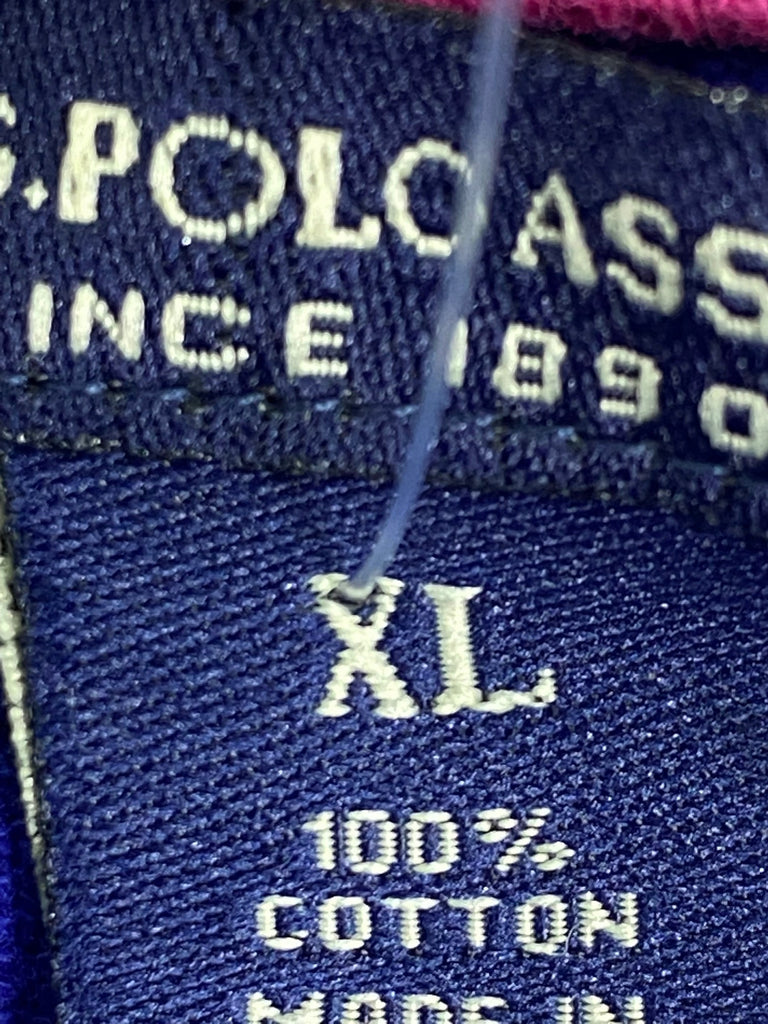 S.POLO ASS
INCE 1890
XL
100%
COTTON
MADE IN